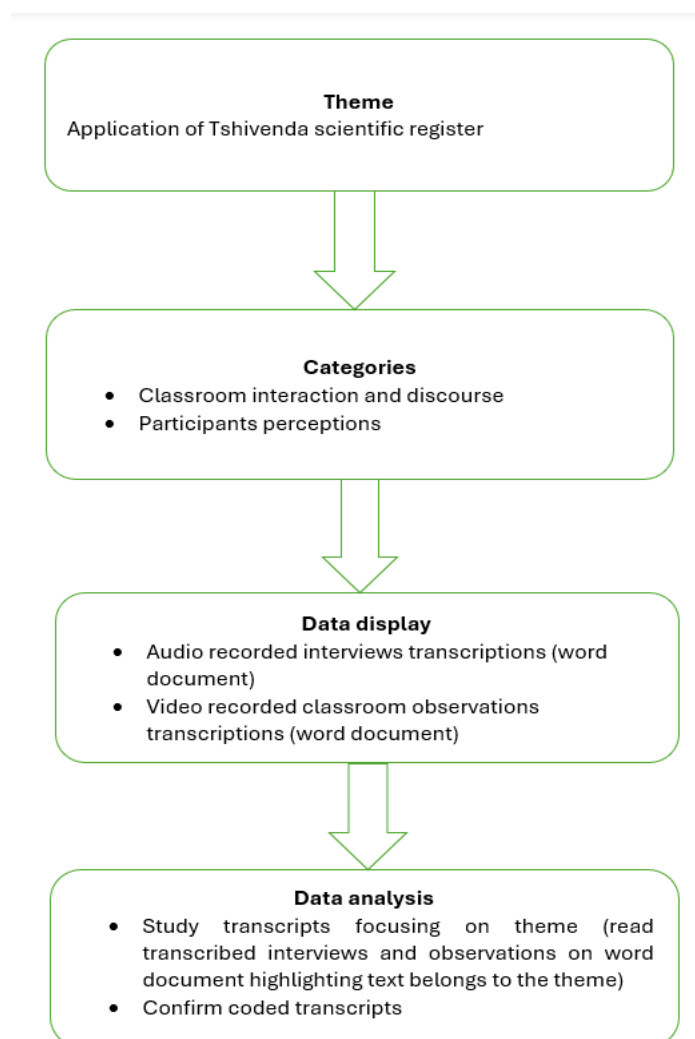 Theme
Application of Tshivenda scientific register
Categories
• Classroom interaction and discourse
• Participants perceptions
Data display
• Audio recorded interviews transcriptions (word
document)
• Video recorded classroom observations
transcriptions (word document)
Data analysis
• Study transcripts focusing on theme (read
transcribed interviews and observations on word
document highlighting text belongs to the theme)
• Confirm coded transcripts